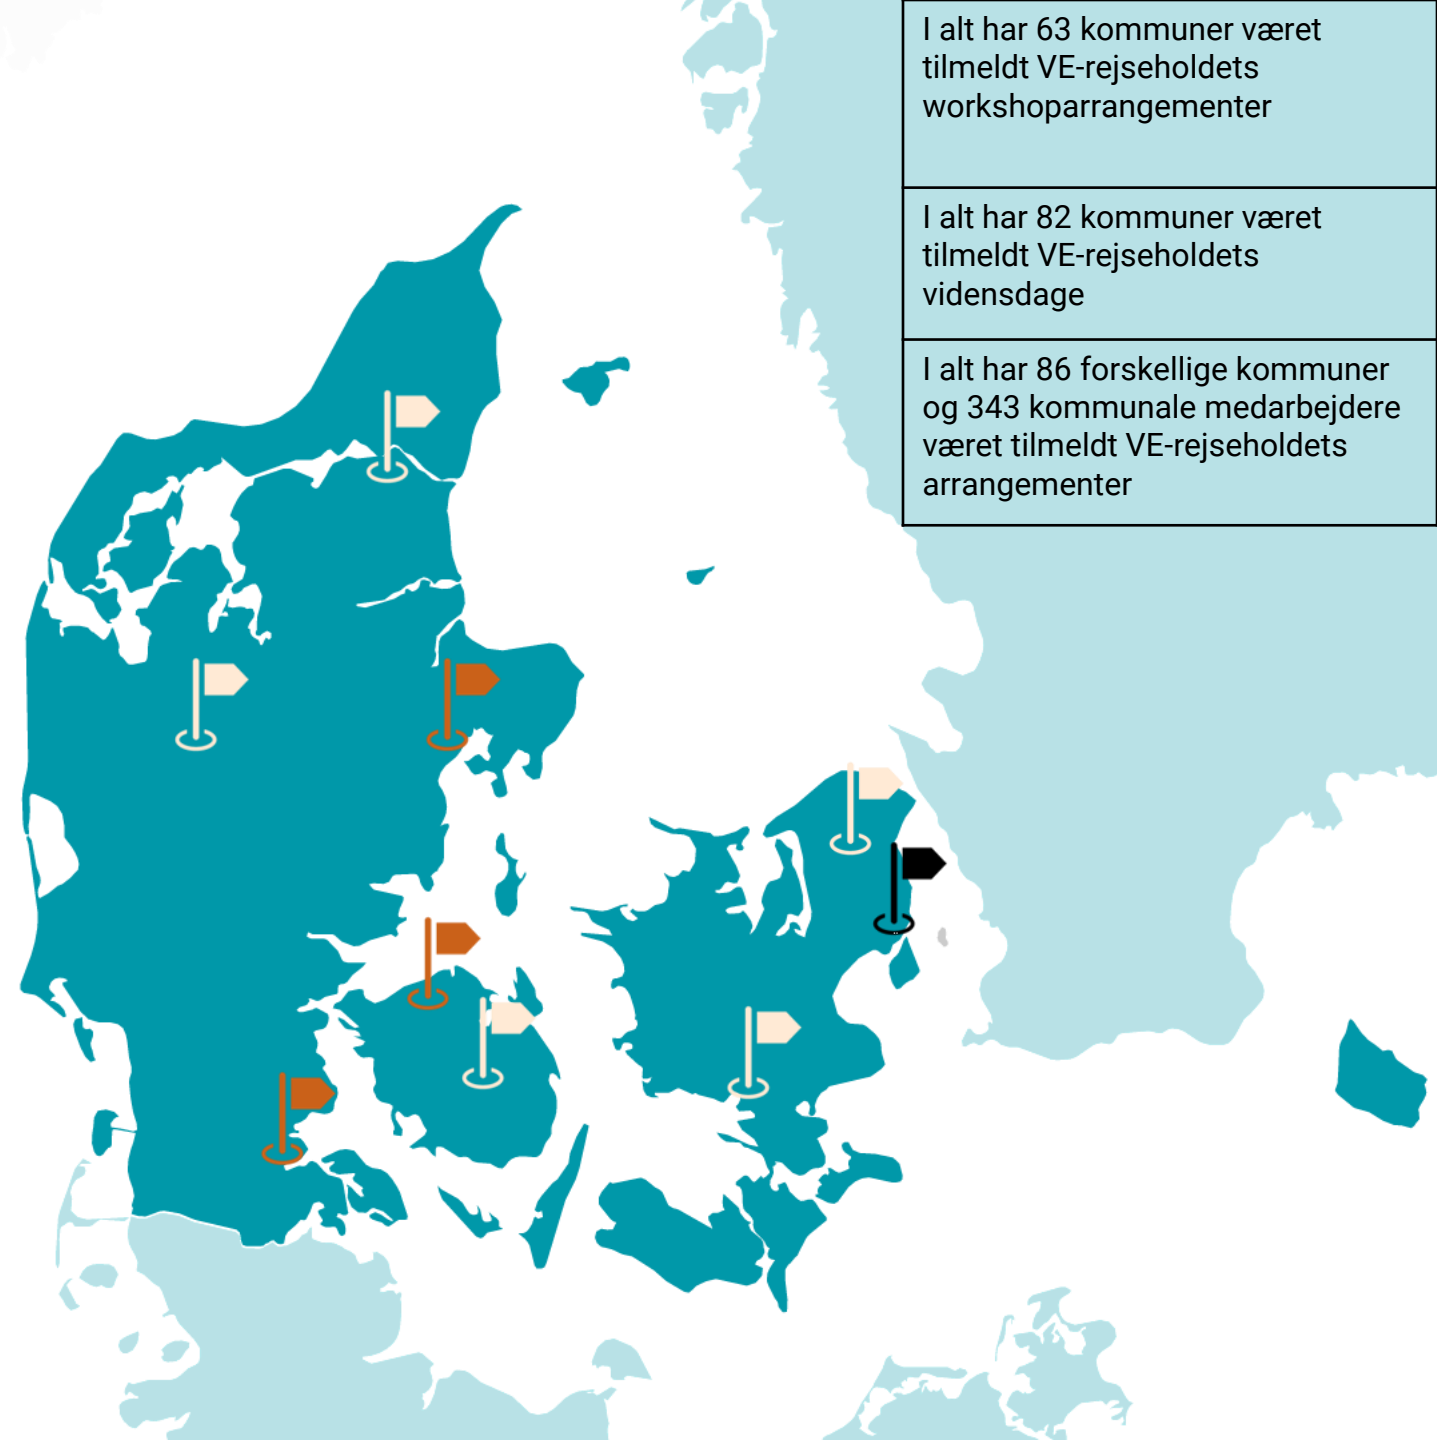 I alt har 63 kommuner været
tilmeldt VE-rejseholdets
workshoparrangementer
I alt har 82 kommuner været
tilmeldt VE-rejseholdets
vidensdage
I alt har 86 forskellige kommuner
og 343 kommunale medarbejdere
været tilmeldt VE-rejseholdets
arrangementer